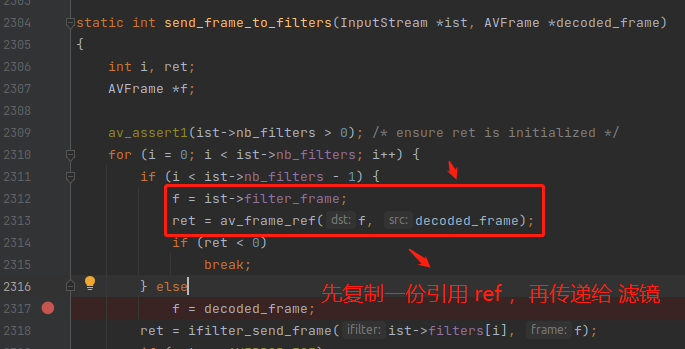 2303
2304 static int send_frame_to_filters(InputStream *ist, AVFrame *decoded_frame)
2305 {
2306 int i, ret;
2307 AVFrame *f;
2308
2309 av_assert1(ist->nb_filters > 0); /* ensure ret is initialized */
2310 for (i = 0; i < ist->nb_filters; i++) {
2311 if (i < ist->nb_filters - 1) {
2312 f = ist->filter_frame;
2313 ret = av_frame_ref( dst: f, src: decoded_frame);
2314 if (ret < 0)
2315 break;
2316 } else
先复制一份引用 ref ，再传递给 滤镜
2317 f = decoded_frame;
2318 ret = ifilter_send_frame( ifilter: ist->filters[i], frame: f);